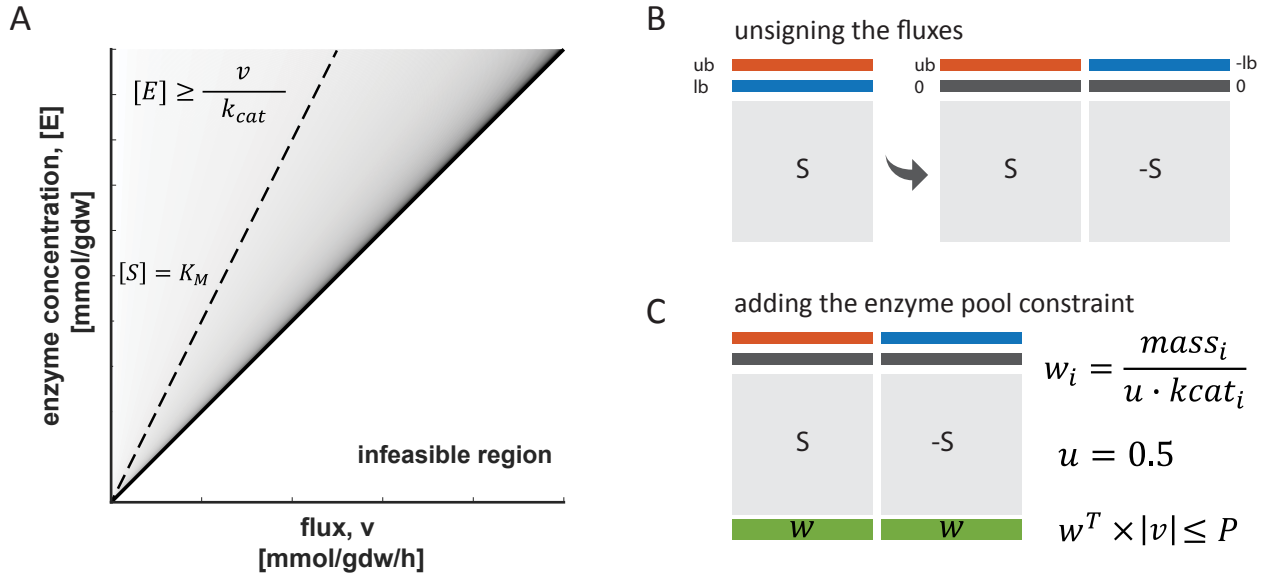 A
[E] ≥ v / k_cat
[S] = K_M
enzyme concentration, [E]
[mmol/gdw]
infeasible region
flux, v
[mmol/gdw/h]
B
unsigning the fluxes
ub
lb
ub
0
-lb
0
S
S
-S
C
adding the enzyme pool constraint
S
-S
w
w
w_i = mass_i / u · kcat_i
u = 0.5
w^T × |v| ≤ P